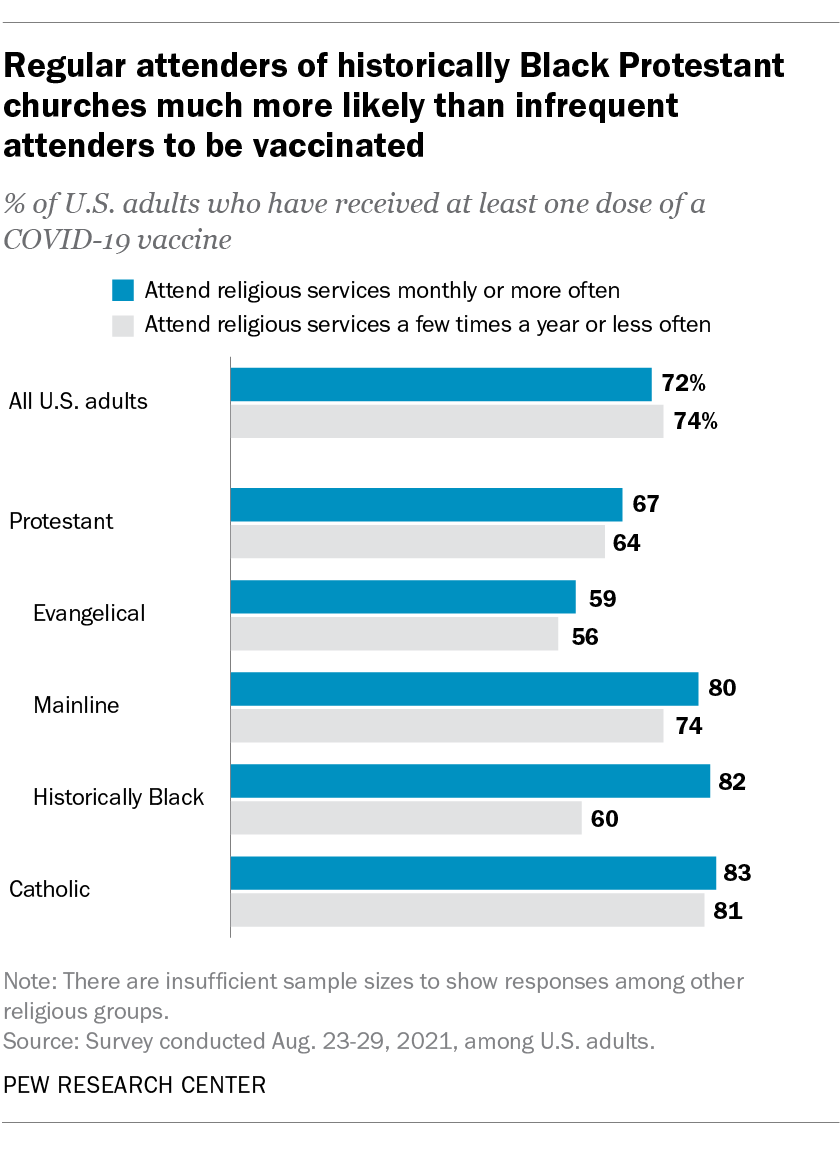 Regular attenders of historically Black Protestant
churches much more likely than infrequent
attenders to be vaccinated
% of U.S. adults who have received at least one dose of a
COVID-19 vaccine
Attend religious services monthly or more often
Attend religious services a few times a year or less often
All U.S. adults
72%
74%
Protestant
67
64
Evangelical
59
56
Mainline
80
74
Historically Black
82
60
Catholic
83
81
Note: There are insufficient sample sizes to show responses among other
religious groups.
Source: Survey conducted Aug. 23-29, 2021, among U.S. adults.
PEW RESEARCH CENTER